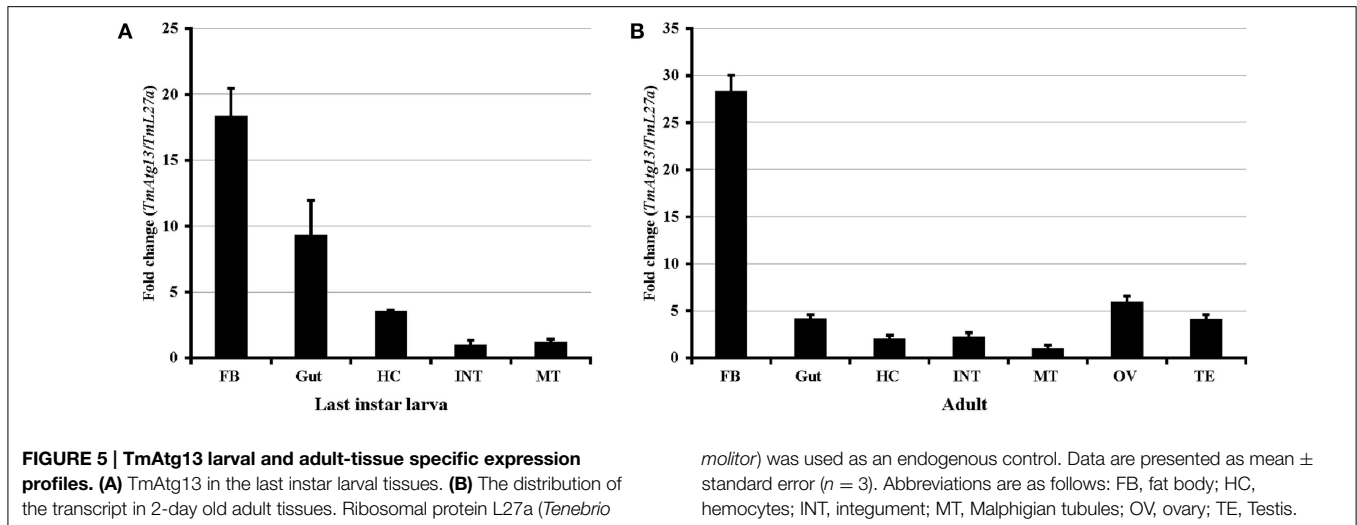 A
Fold change (TmAtg13/TmL27a)
25
20
15
10
5
0
FB Gut HC INT MT
Last instar larva
B
Fold change (TmAtg13/TmL27a)
35
30
25
20
15
10
5
0
FB Gut HC INT MT OV TE
Adult
FIGURE 5 | TmAtg13 larval and adult-tissue specific expression
profiles. (A) TmAtg13 in the last instar larval tissues. (B) The distribution of
the transcript in 2-day old adult tissues. Ribosomal protein L27a (Tenebrio
molitor) was used as an endogenous control. Data are presented as mean ±
standard error (n = 3). Abbreviations are as follows: FB, fat body; HC,
hemocytes; INT, integument; MT, Malphigian tubules; OV, ovary; TE, Testis.